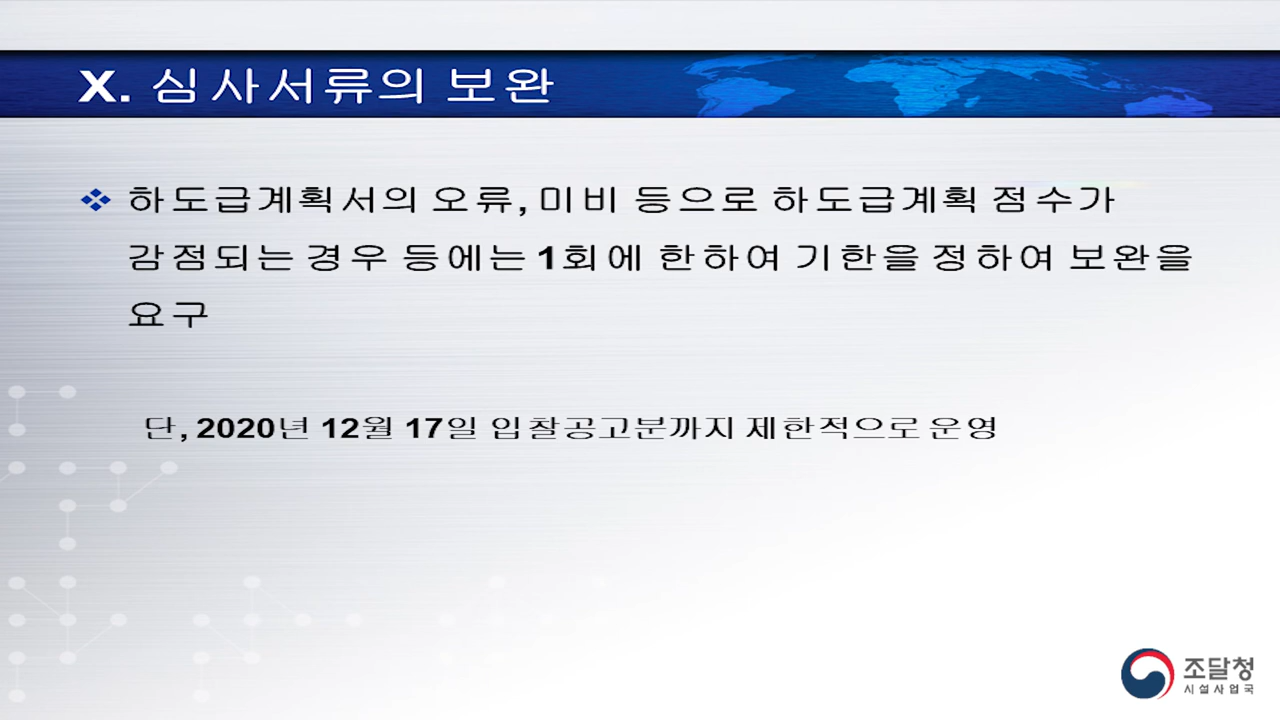 X. 심사서류의 보완
❖ 하도급계획서의 오류, 미비 등으로 하도급계획 점수가
감점되는 경우 등에는 1회에 한하여 기한을 정하여 보완을
요구
단, 2020년 12월 17일 입찰공고분까지 제한적으로 운영
조달청
시설사업국